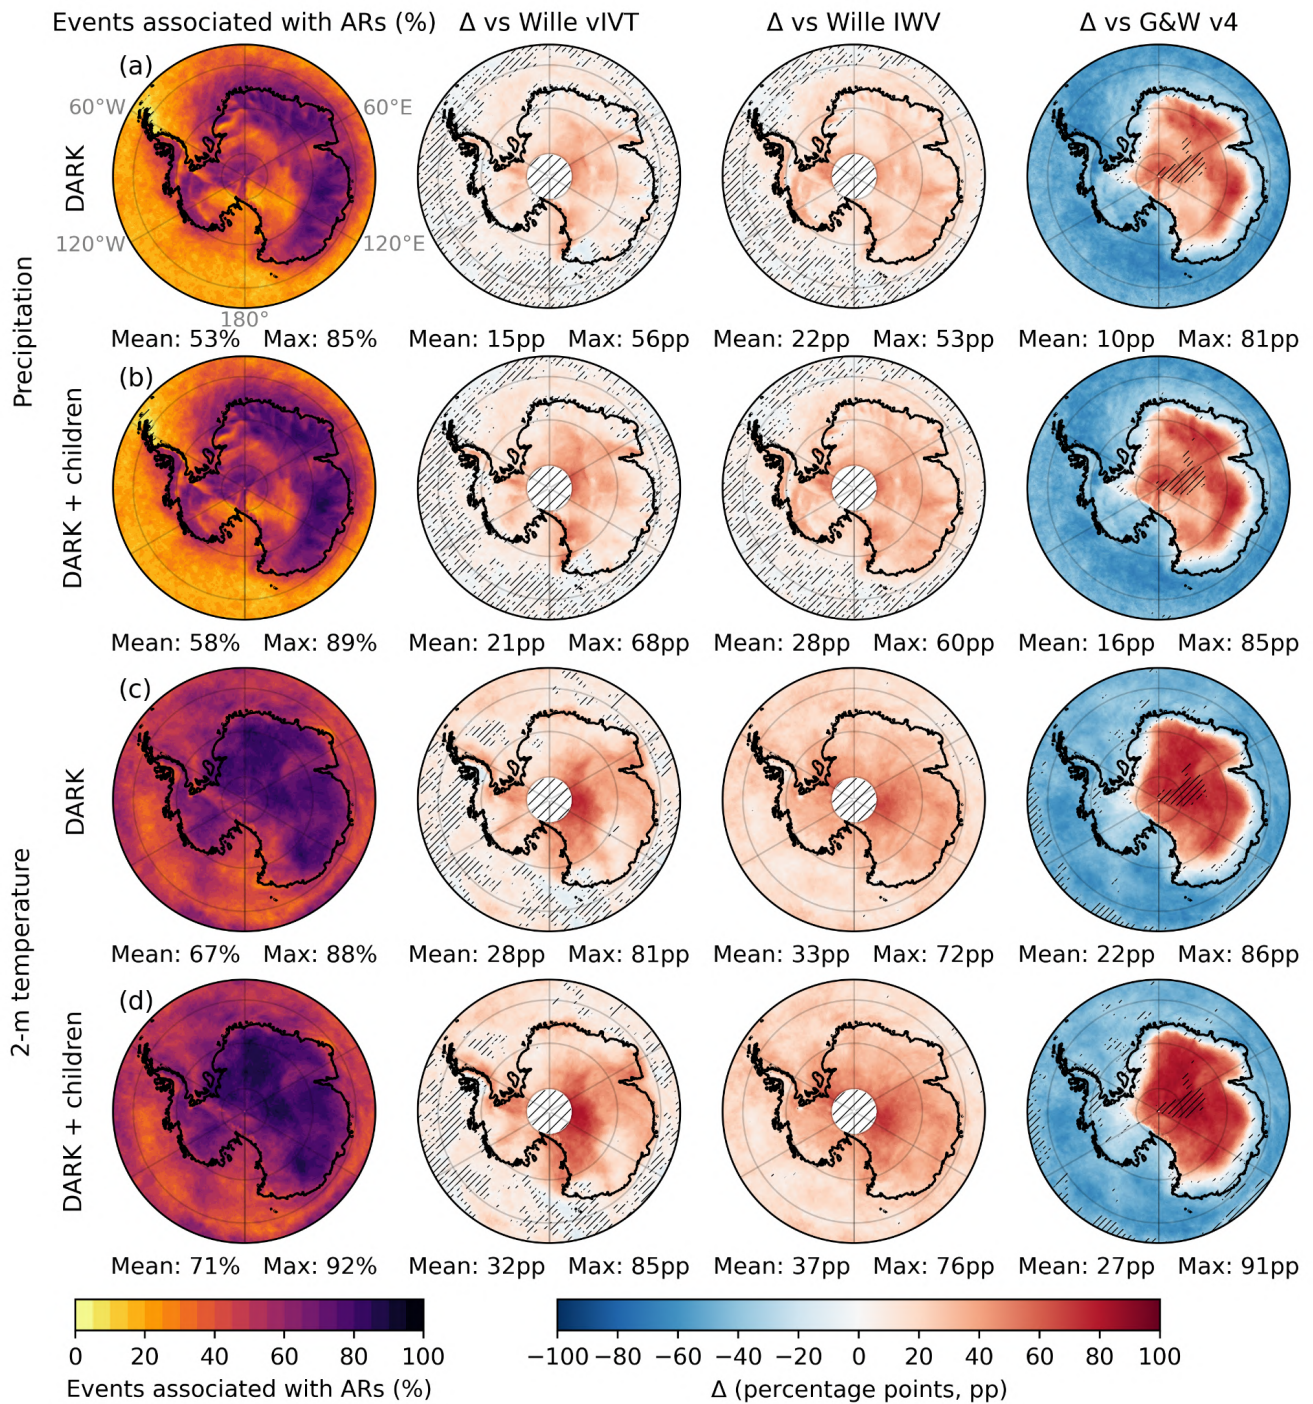 Events associated with ARs (%) Δ vs Wille vIVT Δ vs Wille IWV Δ vs G&W v4
(a)
60°W 60°E
DARK
120°W 120°E
180°
Mean: 53% Max: 85% Mean: 15pp Max: 56pp Mean: 22pp Max: 53pp Mean: 10pp Max: 81pp
Precipitation
(b)
DARK + children
Mean: 58% Max: 89% Mean: 21pp Max: 68pp Mean: 28pp Max: 60pp Mean: 16pp Max: 85pp
(c)
DARK
Mean: 67% Max: 88% Mean: 28pp Max: 81pp Mean: 33pp Max: 72pp Mean: 22pp Max: 86pp
2-m temperature
(d)
DARK + children
Mean: 71% Max: 92% Mean: 32pp Max: 85pp Mean: 37pp Max: 76pp Mean: 27pp Max: 91pp
0 20 40 60 80 100 −100 −80 −60 −40 −20 0 20 40 60 80 100
Events associated with ARs (%) Δ (percentage points, pp)